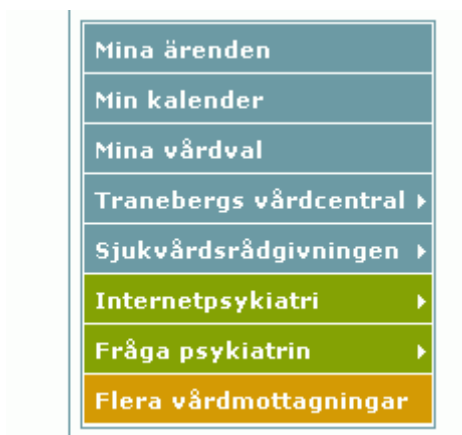 Mina ärenden
Min kalender
Mina vårdval
Tranebergs vårdcentral
Sjukvårdsrådgivningen
Internetpsykiatri
Fråga psykiatrin
Flera vårdmottagningar